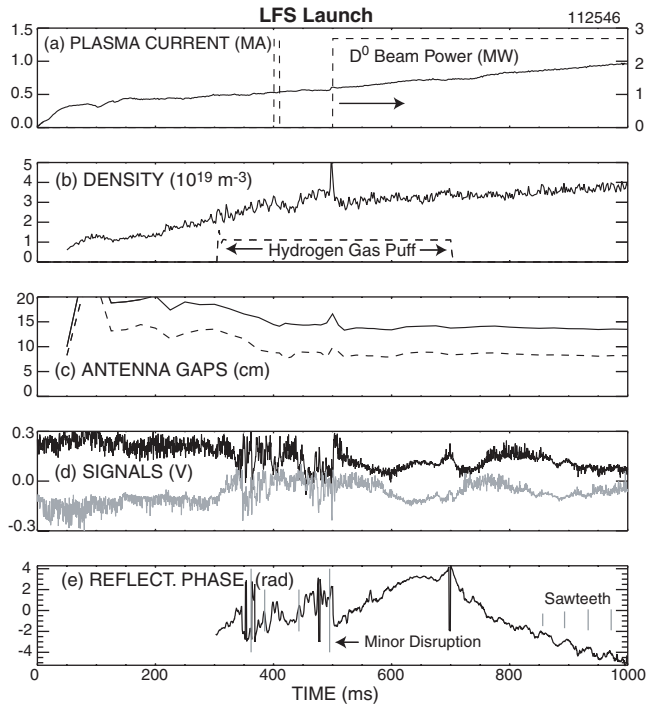 LFS Launch
112546
(a) PLASMA CURRENT (MA)
D⁰ Beam Power (MW)
1.5
1.0
0.5
0.0
3
2
1
0
(b) DENSITY (10¹⁹ m⁻³)
5
4
3
2
1
0
Hydrogen Gas Puff
20
15
10
5
0
(c) ANTENNA GAPS (cm)
0.3
0.0
-0.3
(d) SIGNALS (V)
(e) REFLECT. PHASE (rad)
4
2
0
-2
-4
Sawteeth
Minor Disruption
0 200 400 600 800 1000
TIME (ms)